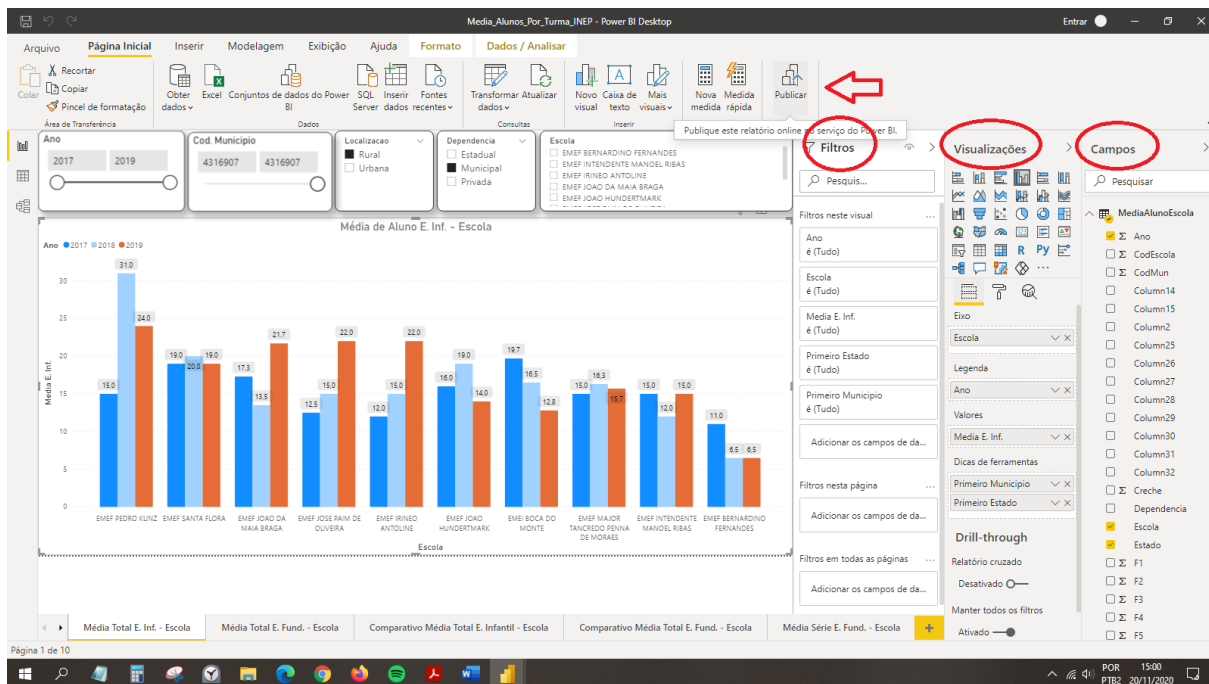 Media_Alunos_Por_Turma_INEP - Power BI Desktop
Entrar
Arquivo Página Inicial Inserir Modelagem Exibição Ajuda Formato Dados / Analisar
Colar
Recortar
Copiar
Pincel de formatação
Área de Transferência
Obter dados
Excel
Conjuntos de dados do Power BI
SQL Server
Inserir dados
Fontes recentes
Dados
Transformar dados
Atualizar
Consultas
Novo visual
Caixa de texto
Mais visuais
Inserir
Nova medida
Medida rápida
Publicar
Publique este relatório online no serviço do Power BI.
Ano
2017 2019
Cod. Municipio
4316907 4316907
Localizacao
Rural
Urbana
Dependencia
Estadual
Municipal
Privada
Escola
EMEF BERNARDINO FERNANDES
EMEF INTENDENTE MANOEL RIBAS
EMEF IRINEO ANTOLINE
EMEF JOAO DA MAIA BRAGA
EMEF JOAO HUNDERTMARK
Média de Aluno E. Inf. - Escola
Ano 2017 2018 2019
Media E. Inf.
30
25
20
15
10
5
0
15,0 31,0 24,0
19,0 20,0 19,0
17,3 13,5 21,7
12,5 15,0 22,0
12,0 15,0 22,0
16,0 19,0 14,0
19,7 16,5 12,8
15,0 16,3 15,7
15,0 12,0 15,0
11,0 6,5 6,5
EMEF PEDRO KUNZ
EMEF SANTA FLORA
EMEF JOAO DA MAIA BRAGA
EMEF JOSE PAIM DE OLIVEIRA
EMEF IRINEO ANTOLINE
EMEF JOAO HUNDERTMARK
EMEI BOCA DO MONTE
EMEF MAJOR TANCREDO PENNA DE MORAES
EMEF INTENDENTE MANOEL RIBAS
EMEF BERNARDINO FERNANDES
Escola
Filtros
Pesquis...
Filtros neste visual ...
Ano
é (Tudo)
Escola
é (Tudo)
Media E. Inf.
é (Tudo)
Primeiro Estado
é (Tudo)
Primeiro Municipio
é (Tudo)
Adicionar os campos de da...
Filtros nesta página ...
Adicionar os campos de da...
Filtros em todas as páginas ...
Adicionar os campos de da...
Visualizações
R Py
...
Eixo
Escola
Legenda
Ano
Valores
Media E. Inf.
Dicas de ferramentas
Primeiro Municipio
Primeiro Estado
Drill-through
Relatório cruzado
Desativado
Manter todos os filtros
Ativado
Campos
Pesquisar
MediaAlunoEscola
Σ Ano
Σ CodEscola
Σ CodMun
Column14
Column15
Column2
Column25
Column26
Column27
Column28
Column29
Column30
Column31
Column32
Σ Creche
Dependencia
Escola
Estado
Σ F1
Σ F2
Σ F3
Σ F4
Σ F5
Média Total E. Inf. - Escola
Média Total E. Fund. - Escola
Comparativo Média Total E. Infantil - Escola
Comparativo Média Total E. Fund. - Escola
Média Série E. Fund. - Escola
+
Página 1 de 10
POR
PTB2
15:00
20/11/2020